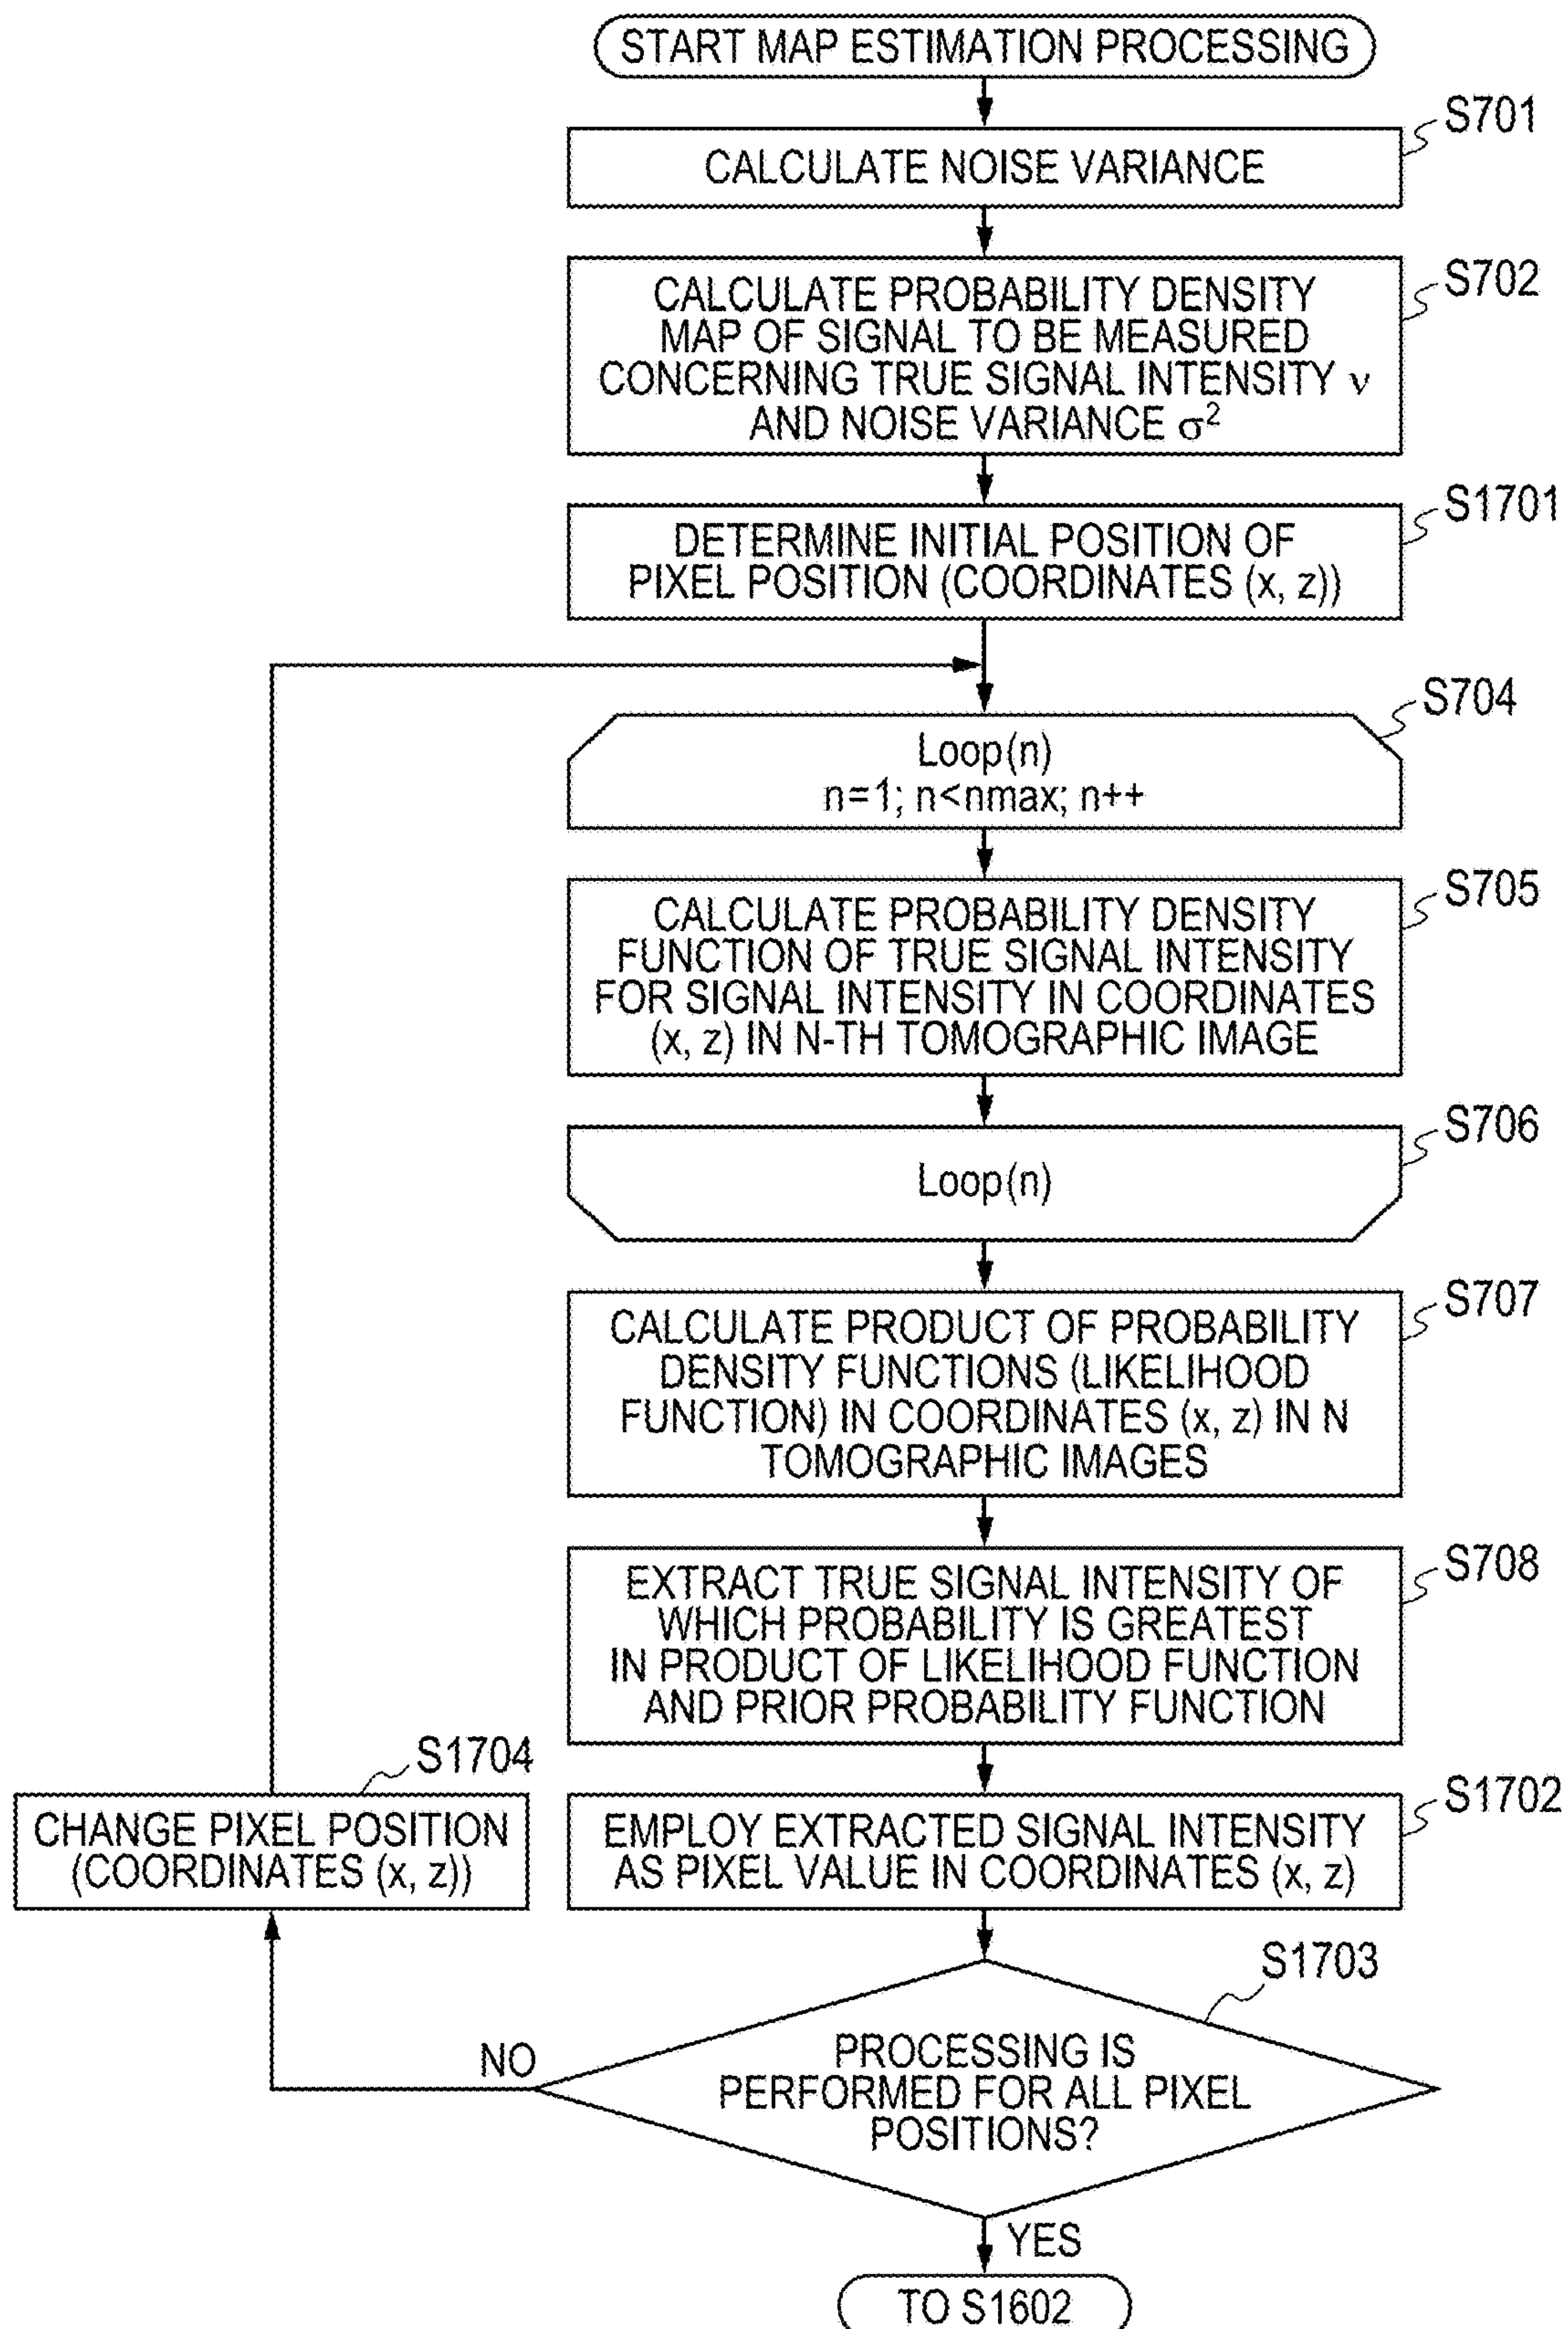 START MAP ESTIMATION PROCESSING
S701
CALCULATE NOISE VARIANCE
S702
CALCULATE PROBABILITY DENSITY
MAP OF SIGNAL TO BE MEASURED
CONCERNING TRUE SIGNAL INTENSITY ν
AND NOISE VARIANCE σ²
S1701
DETERMINE INITIAL POSITION OF
PIXEL POSITION (COORDINATES (x, z))
S704
Loop(n)
n=1; n<nmax; n++
S705
CALCULATE PROBABILITY DENSITY
FUNCTION OF TRUE SIGNAL INTENSITY
FOR SIGNAL INTENSITY IN COORDINATES
(x, z) IN N-TH TOMOGRAPHIC IMAGE
S706
Loop(n)
S707
CALCULATE PRODUCT OF PROBABILITY
DENSITY FUNCTIONS (LIKELIHOOD
FUNCTION) IN COORDINATES (x, z) IN N
TOMOGRAPHIC IMAGES
S708
EXTRACT TRUE SIGNAL INTENSITY OF
WHICH PROBABILITY IS GREATEST
IN PRODUCT OF LIKELIHOOD FUNCTION
AND PRIOR PROBABILITY FUNCTION
S1704
CHANGE PIXEL POSITION
(COORDINATES (x, z))
S1702
EMPLOY EXTRACTED SIGNAL INTENSITY
AS PIXEL VALUE IN COORDINATES (x, z)
S1703
PROCESSING IS
PERFORMED FOR ALL PIXEL
POSITIONS?
NO
YES
TO S1602